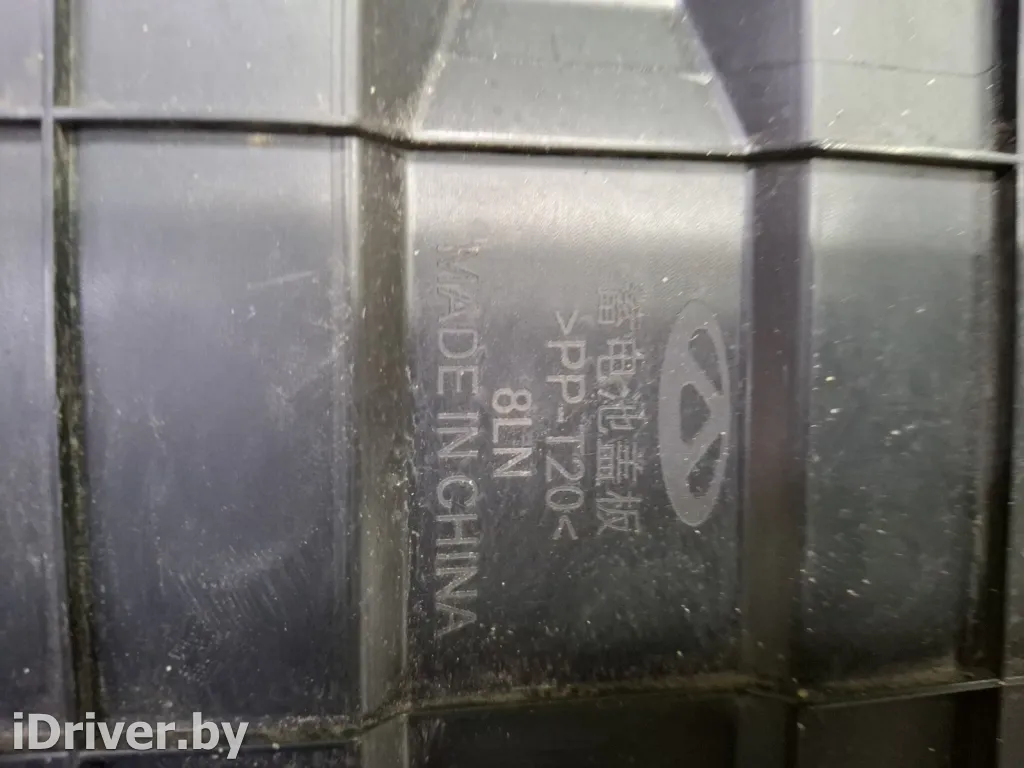 蓄电池盖板
>PP-T20<
8LN
MADE IN CHINA
iDriver.by